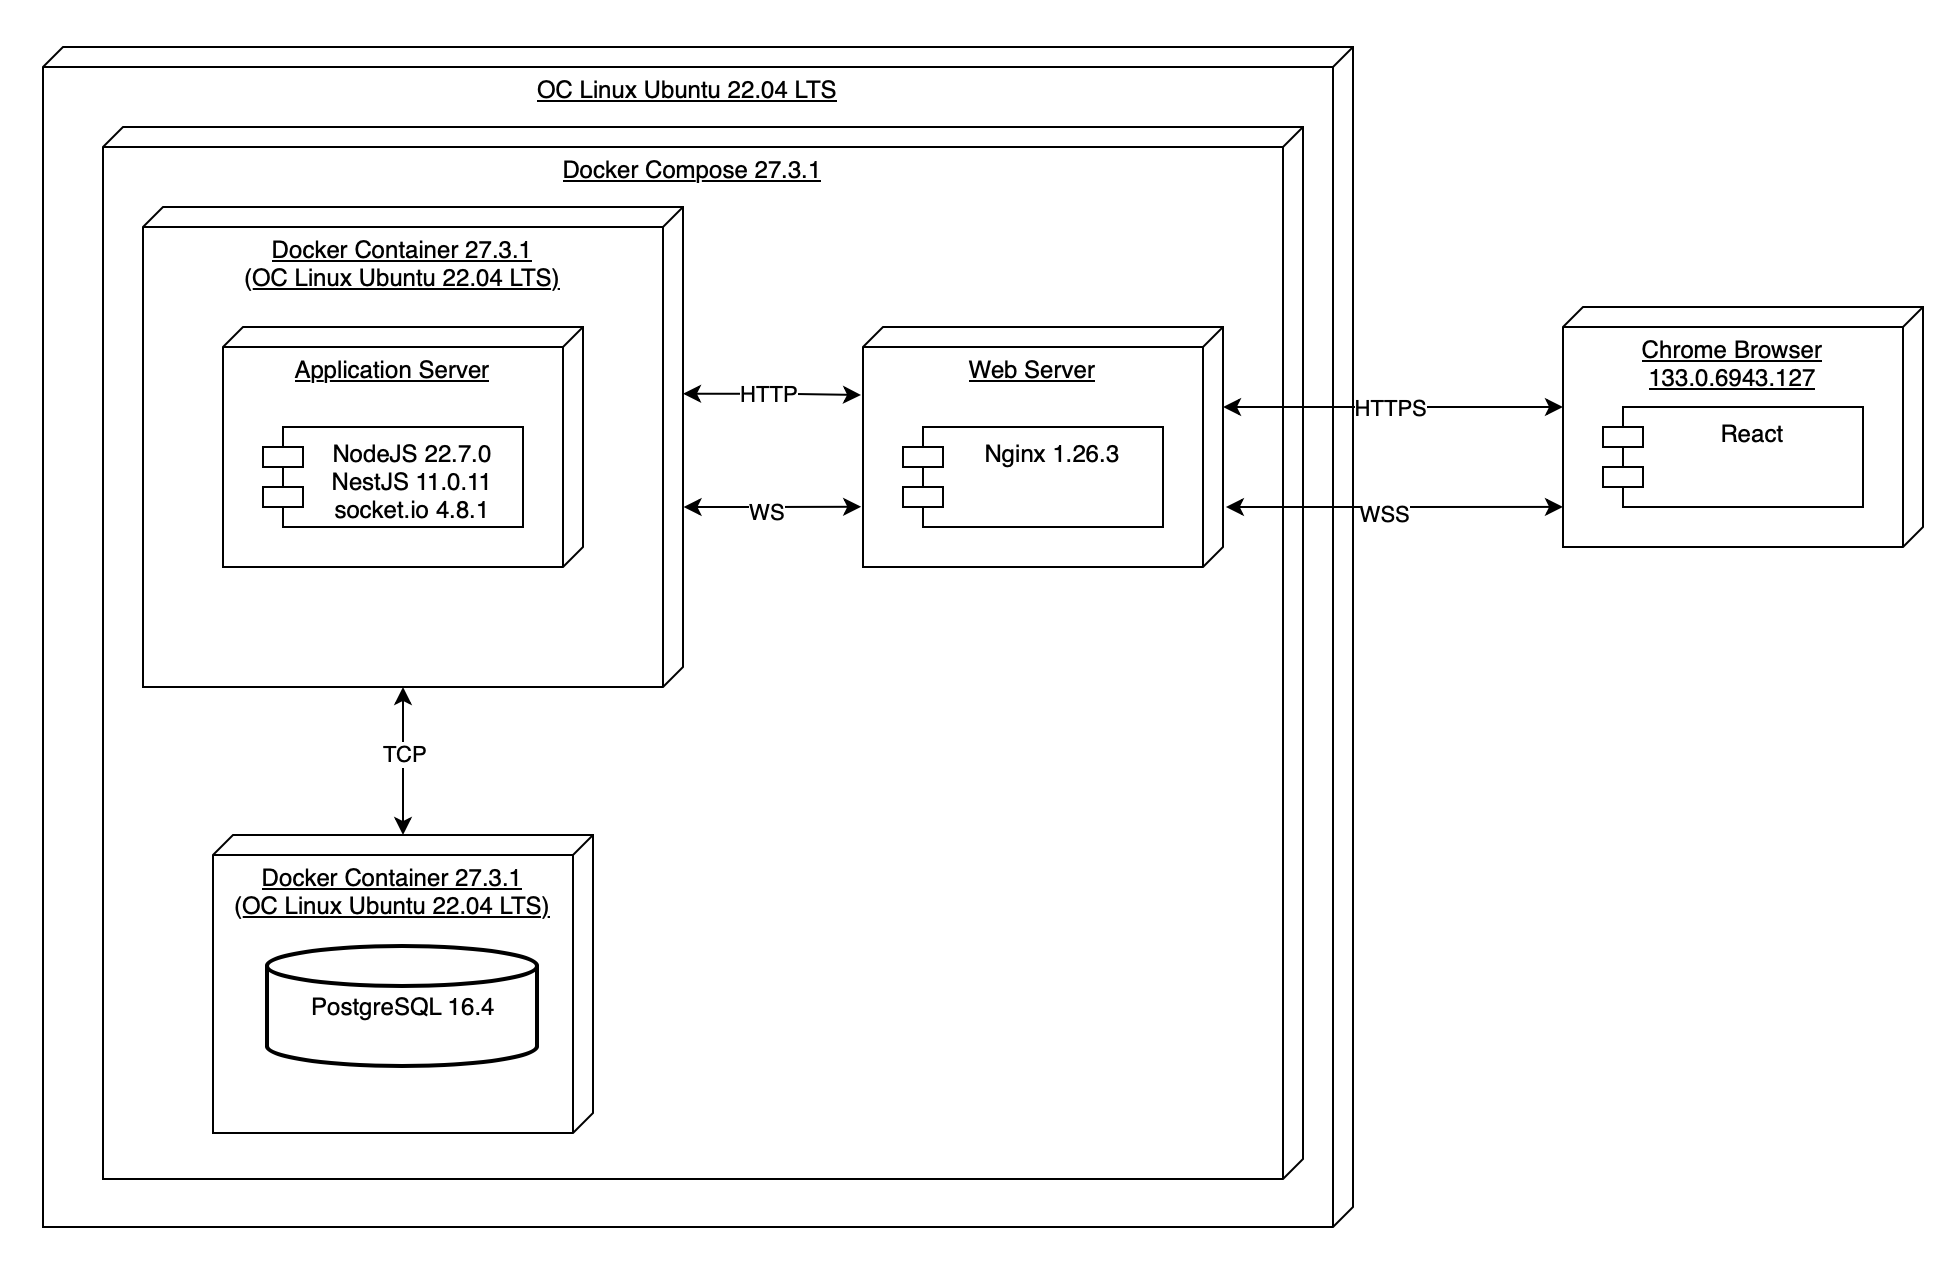 OC Linux Ubuntu 22.04 LTS
Docker Compose 27.3.1
Docker Container 27.3.1
(OC Linux Ubuntu 22.04 LTS)
Application Server
NodeJS 22.7.0
NestJS 11.0.11
socket.io 4.8.1
HTTP
WS
Web Server
Nginx 1.26.3
HTTPS
WSS
Chrome Browser
133.0.6943.127
React
TCP
Docker Container 27.3.1
(OC Linux Ubuntu 22.04 LTS)
PostgreSQL 16.4